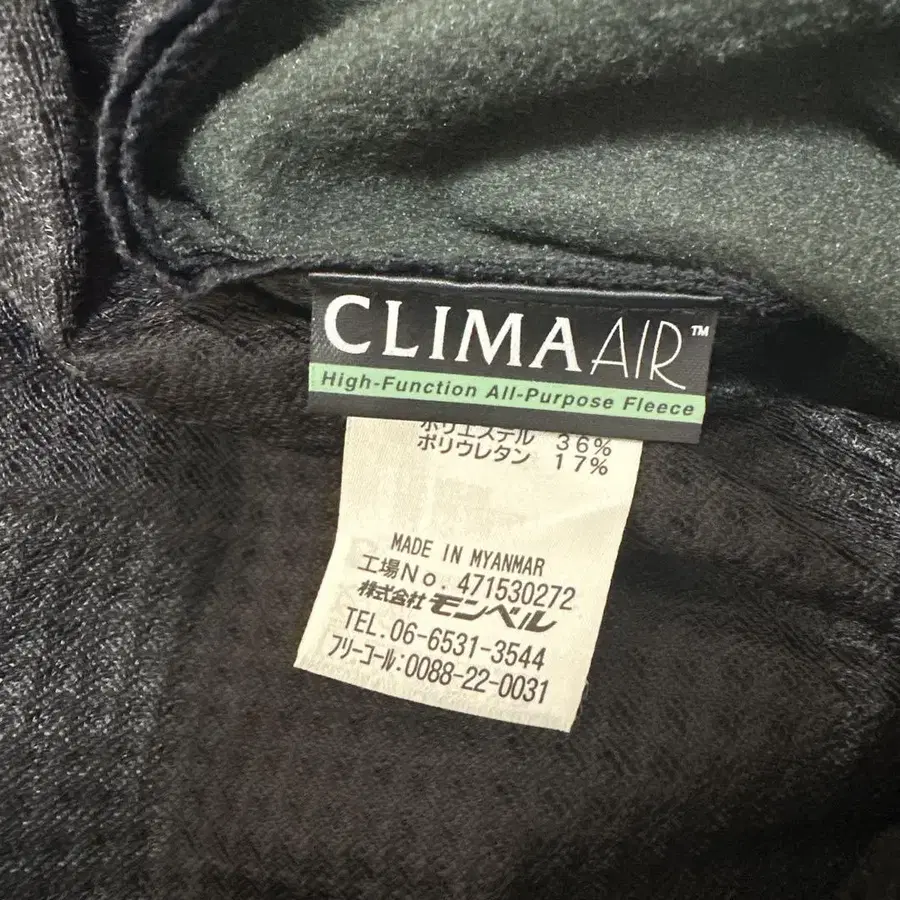 CLIMA AIR™
High-Function All-Purpose Fleece
ポリエステル 36%
ポリウレタン 17%
MADE IN MYANMAR
工場No. 471530272
株式会社モンベル
TEL.06-6531-3544
フリーコール:0088-22-0031